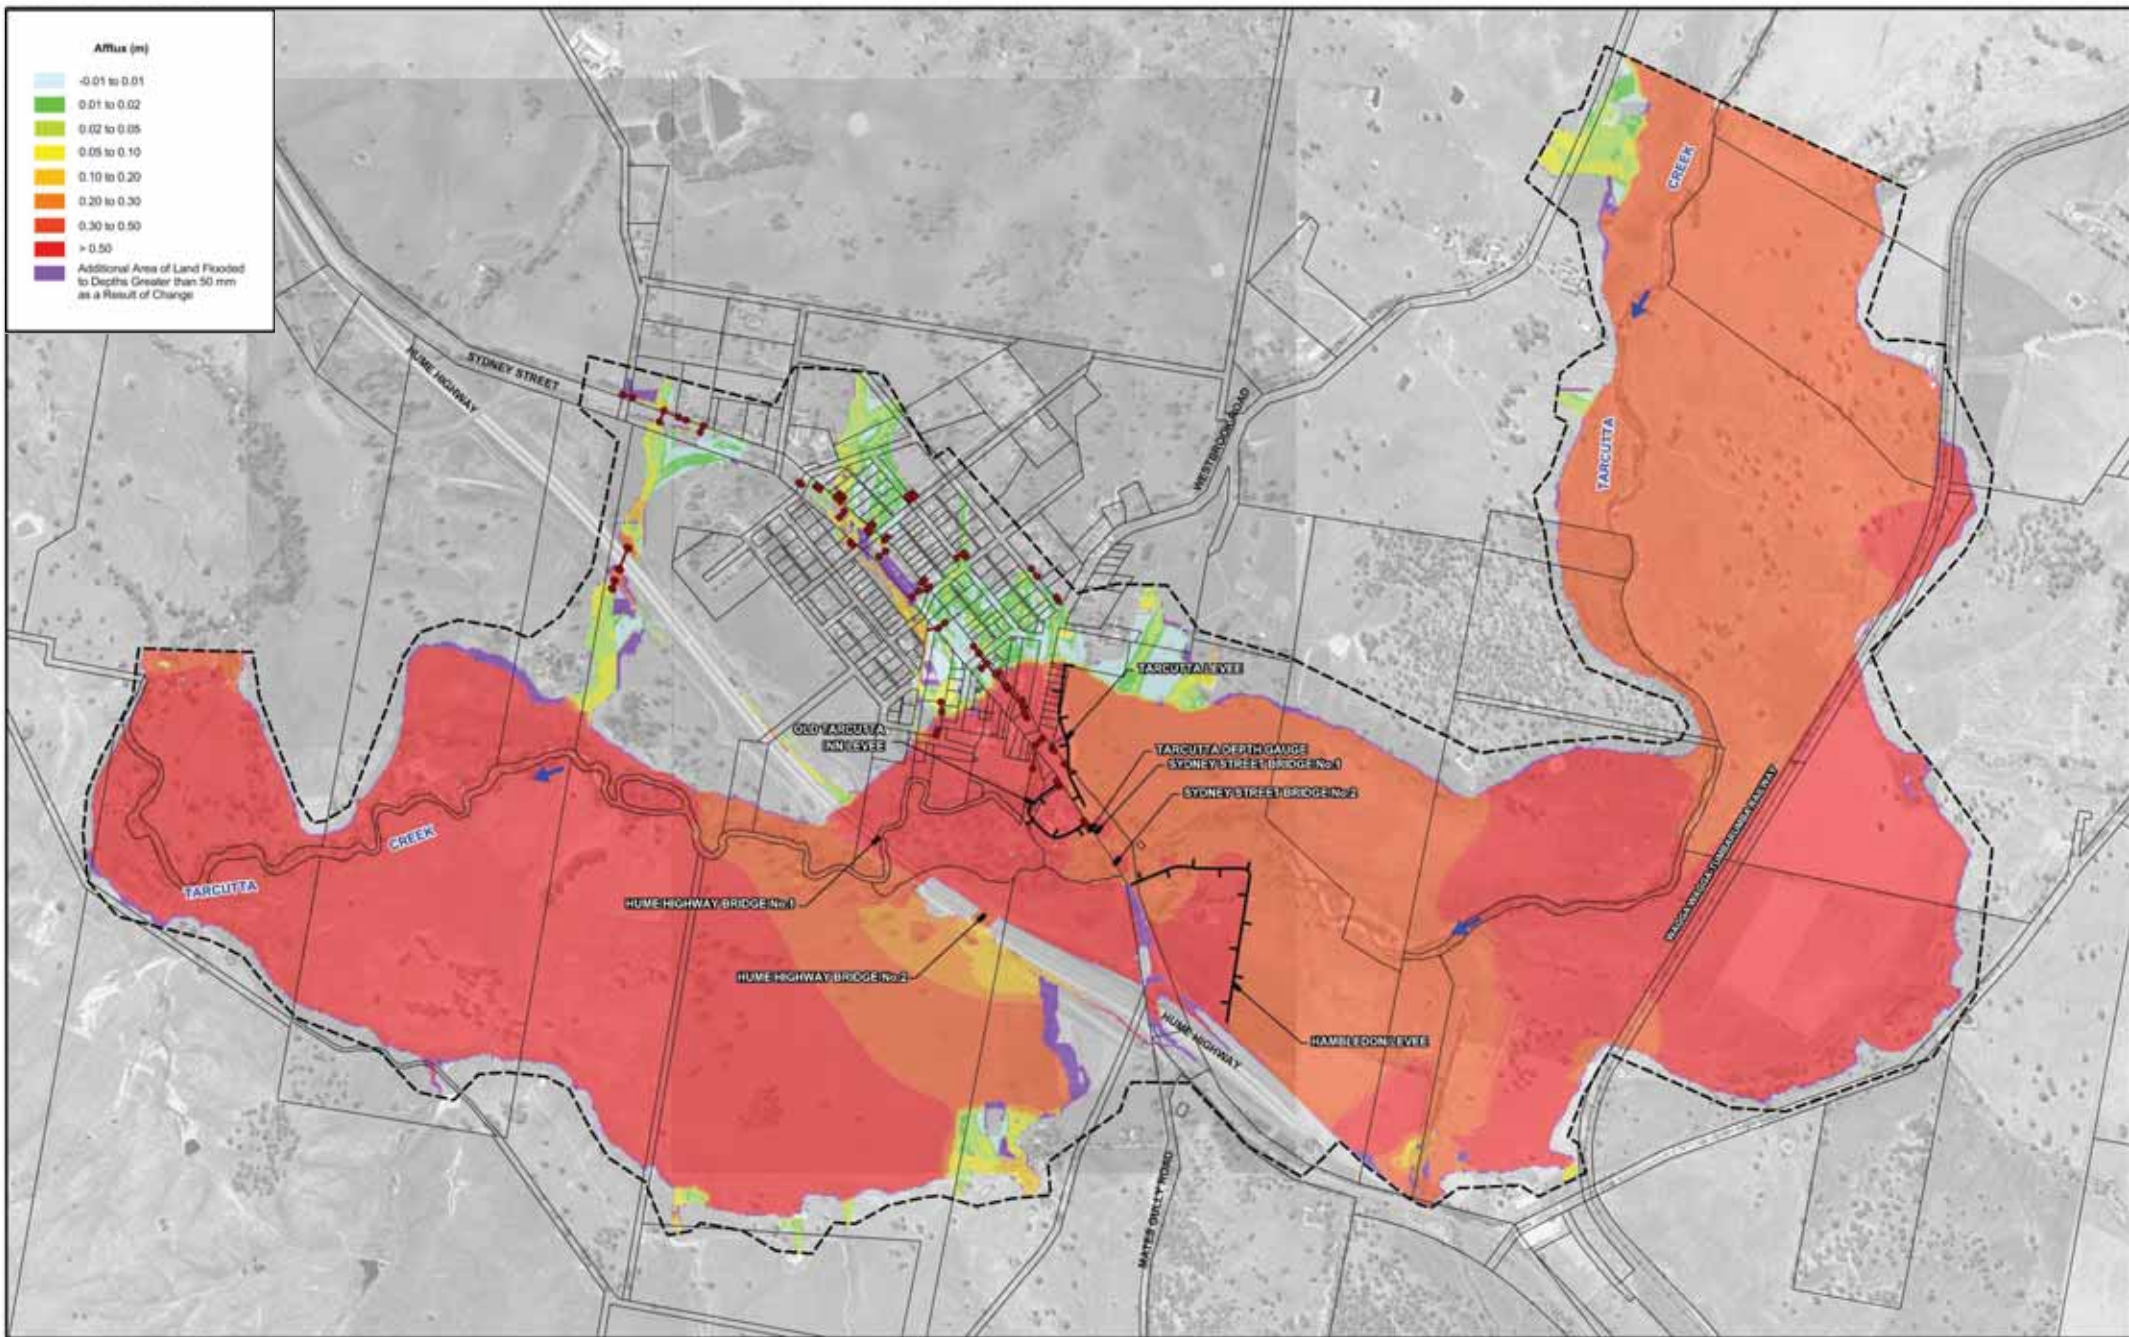 Afflux (m)
-0.01 to 0.01
0.01 to 0.02
0.02 to 0.05
0.05 to 0.10
0.10 to 0.20
0.20 to 0.30
0.30 to 0.50
> 0.50
Additional Area of Land Flooded
to Depths Greater than 50 mm
as a Result of Change
CREEK
HUME HIGHWAY
SYDNEY STREET
WESTBROOK ROAD
TARCUTTA
TARCUTTA LEVEE
OLD TARCUTTA
INN LEVEE
TARCUTTA DEPTH GAUGE
SYDNEY STREET BRIDGE No.1
SYDNEY STREET BRIDGE No.2
WAGGA WAGGA-TUMBARUMBA RAILWAY
CREEK
TARCUTTA
HUME HIGHWAY BRIDGE No.1
HUME HIGHWAY BRIDGE No.2
HUME HIGHWAY
HAMBLEDON LEVEE
MATES GULLY ROAD